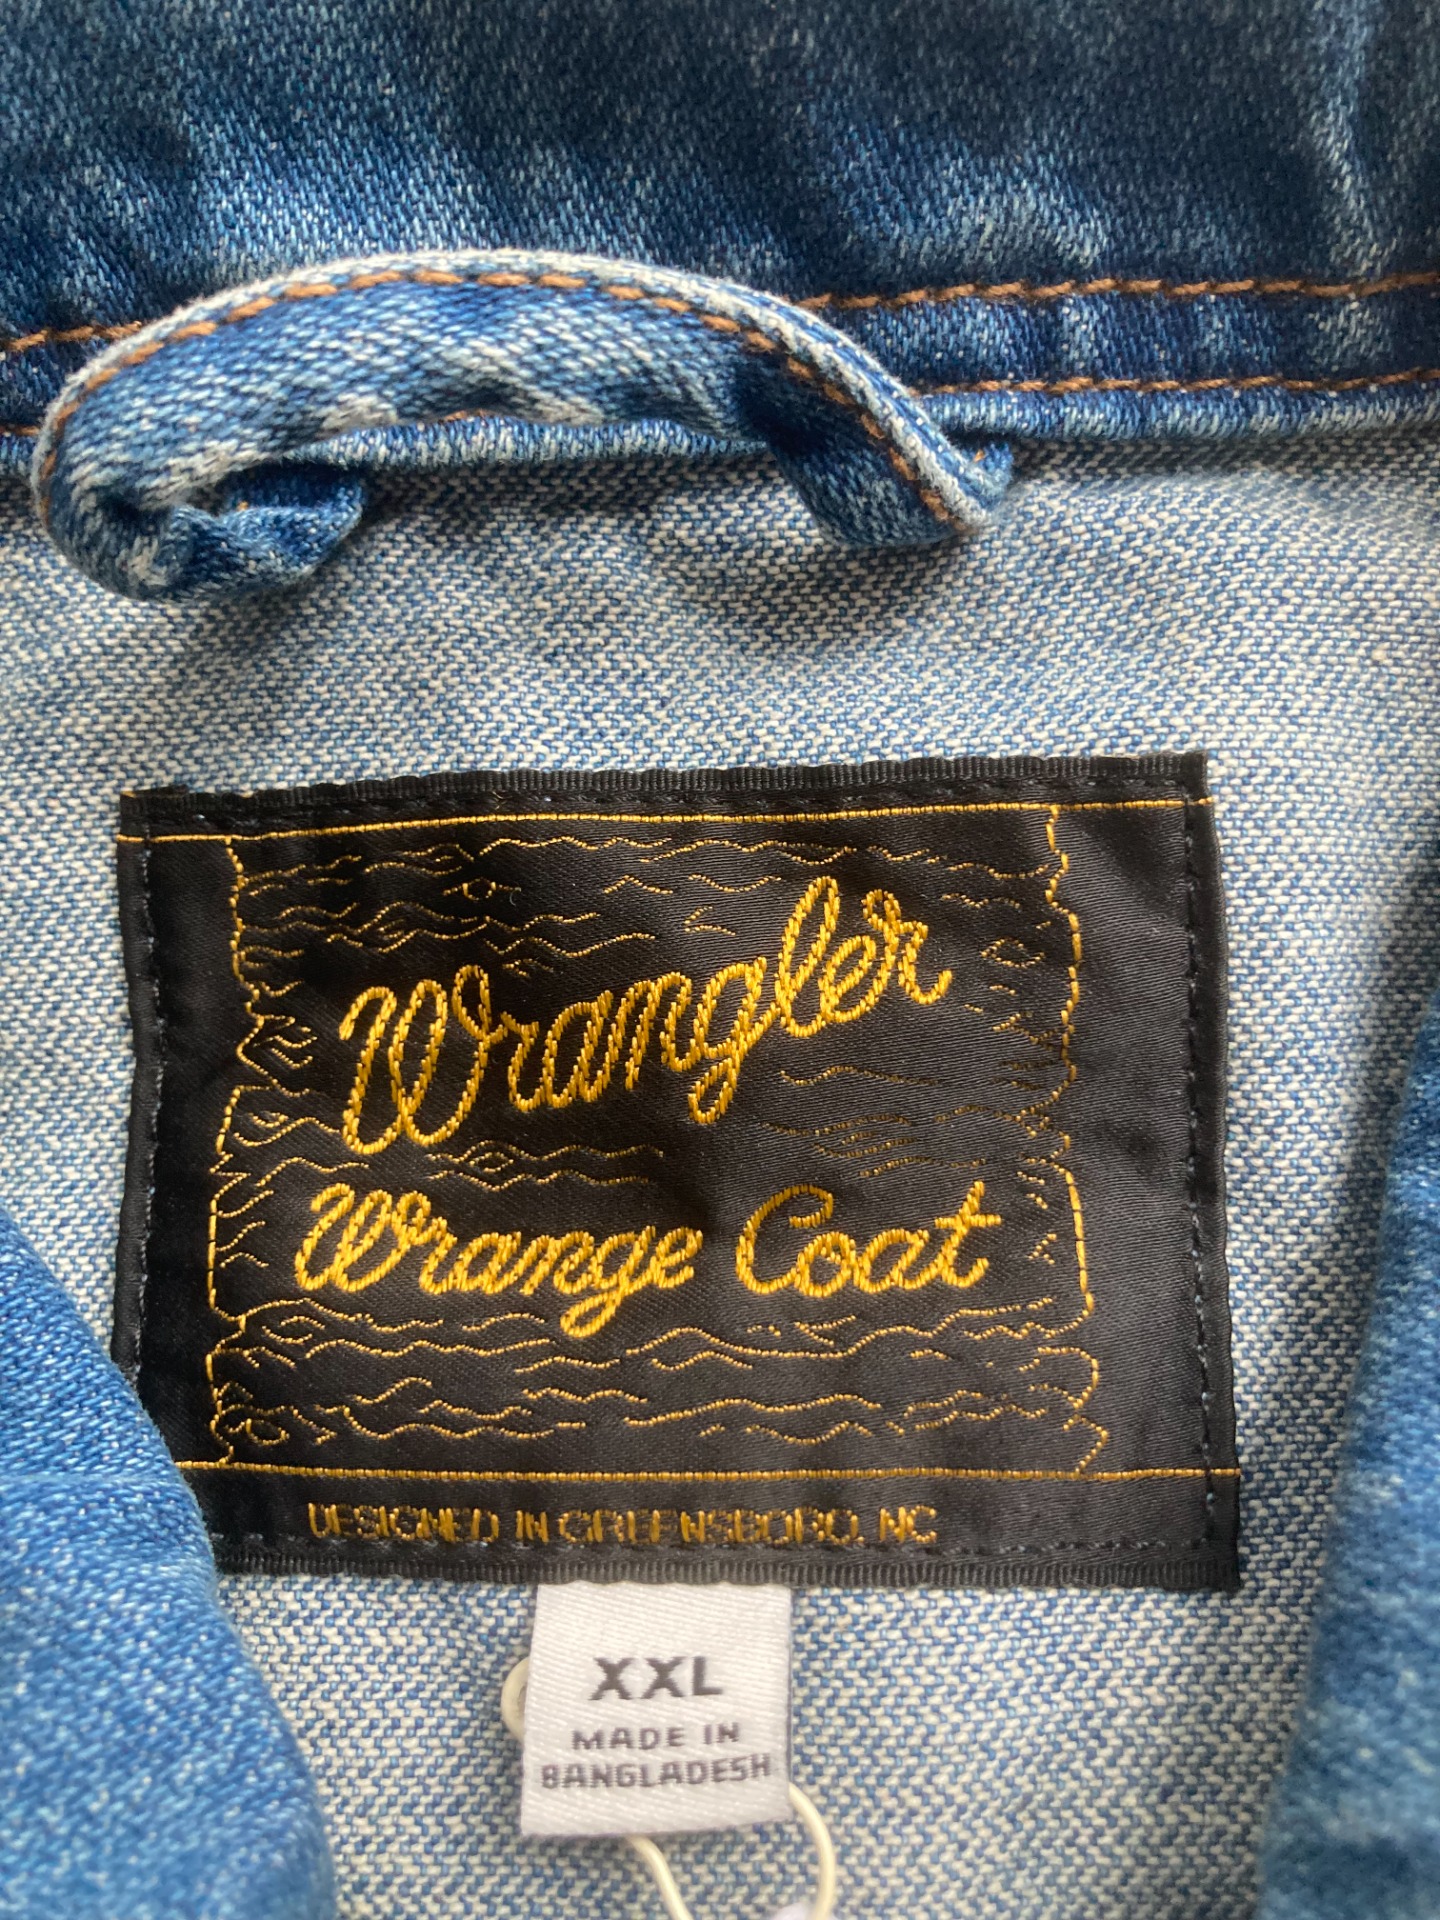 Wrangler
Wrange Coat
DESIGNED IN GREENSBORO, NC
XXL
MADE IN
BANGLADESH